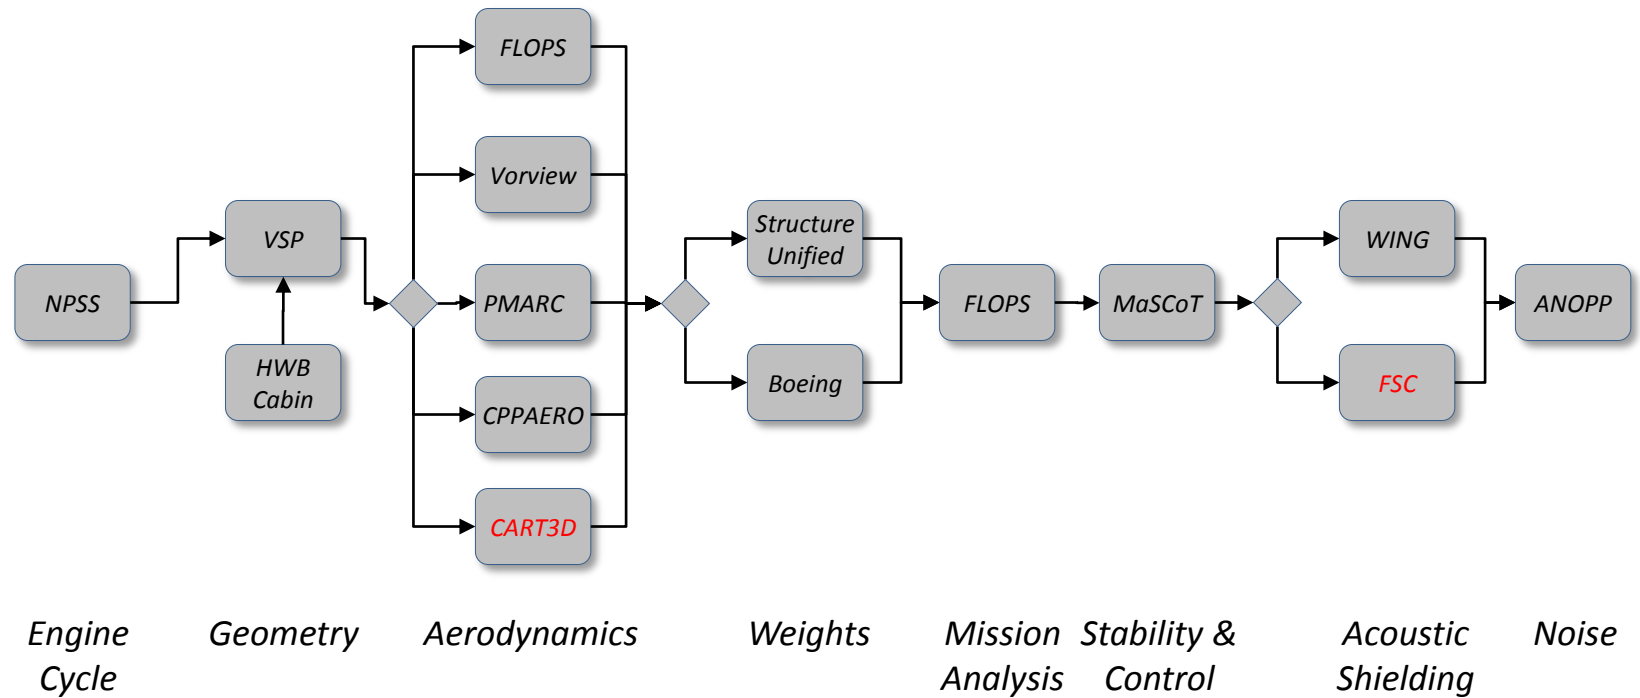 NPSS
VSP
HWB
Cabin
FLOPS
Vorview
PMARC
CPPAERO
CART3D
Structure
Unified
Boeing
FLOPS
MaSCoT
WING
FSC
ANOPP
Engine
Cycle
Geometry
Aerodynamics
Weights
Mission
Analysis
Stability &
Control
Acoustic
Shielding
Noise